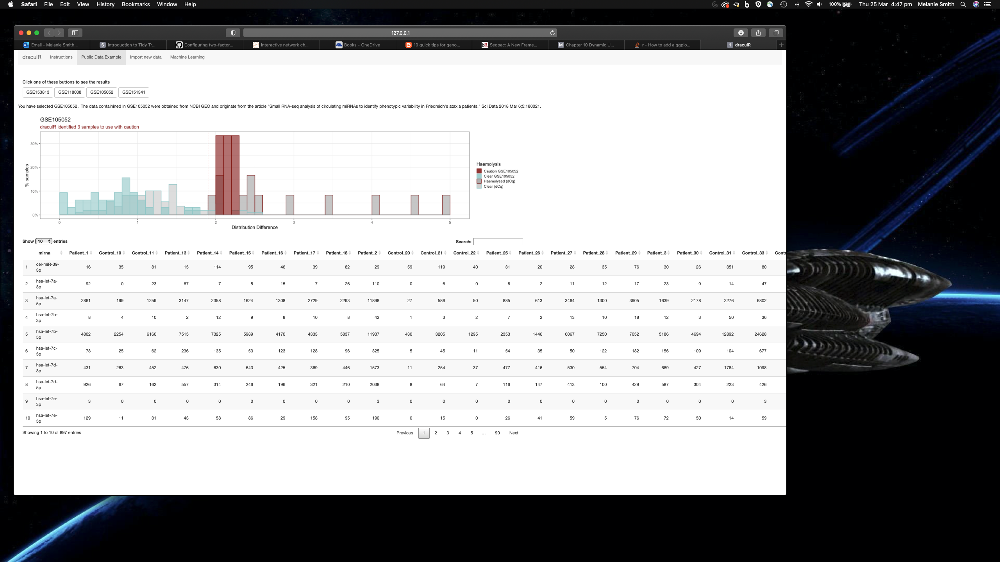 Safari File Edit View History Bookmarks Window Help 100% Thu 25 Mar 4:47 pm Melanie Smith
127.0.0.1
Email - Melanie Smith... Introduction to Tidy Tr... Configuring two-factor... Interactive network ch... Books - OneDrive 10 quick tips for geno... bR Seqpac: A New Frame... M Chapter 10 Dynamic U... r - How to add a ggplo... 1 draculR
draculR Instructions Public Data Example Import new data Machine Learning
Click one of these buttons to see the results
GSE153813 GSE118038 GSE105052 GSE151341
You have selected GSE105052 . The data containined in GSE105052 were obtained from NCBI GEO and originate from the article "Small RNA-seq analysis of circulating miRNAs to identify phenotypic variability in Friedreich's ataxia patients." Sci Data 2018 Mar 6;5:180021.
GSE105052
draculR identified 3 samples to use with caution
30%
20%
10%
0%
% samples
0 1 2 3 4 5
Distribution Difference
Haemolysis
Caution GSE105052
Clear GSE105052
Haemolysed (dCq)
Clear (dCq)
Show 10 entries Search:
mirna Patient_1 Control_10 Control_11 Patient_13 Patient_14 Patient_15 Patient_16 Patient_17 Patient_18 Patient_2 Control_20 Control_21 Control_22 Patient_25 Patient_26 Patient_27 Patient_28 Patient_29 Patient_3 Patient_30 Control_31 Control_33 Contr
1 cel-miR-39-3p 16 35 81 15 114 95 46 39 82 29 59 119 40 31 20 28 35 76 30 26 351 80
2 hsa-let-7a-3p 92 0 23 67 7 5 15 7 26 110 0 6 0 8 2 11 12 17 23 9 14 47
3 hsa-let-7a-5p 2861 199 1259 3147 2358 1624 1308 2729 2293 11898 27 586 50 885 613 3464 1300 3905 1639 2178 2276 6802
4 hsa-let-7b-3p 8 4 10 2 12 9 8 10 8 42 1 3 2 7 2 13 10 18 12 3 50 36
5 hsa-let-7b-5p 4802 2254 6160 7515 7325 5989 4170 4333 5837 11937 430 3205 1295 2353 1446 6067 7250 7052 5186 4694 12892 24628
6 hsa-let-7c-5p 78 25 62 236 135 53 123 128 96 325 5 45 11 54 35 50 122 182 156 109 104 677
7 hsa-let-7d-3p 431 263 452 476 630 643 425 369 446 1573 11 254 37 477 416 530 554 704 689 427 1784 1098
8 hsa-let-7d-5p 926 67 162 557 314 246 196 321 210 2038 8 64 7 116 147 413 100 429 587 304 223 426
9 hsa-let-7e-3p 3 0 0 0 0 0 0 0 0 3 0 0 0 0 0 0 0 0 0 0 0 3
10 hsa-let-7e-5p 129 11 31 43 58 86 29 158 95 190 0 15 0 26 41 59 5 76 72 50 14 59
Showing 1 to 10 of 897 entries Previous 1 2 3 4 5 … 90 Next